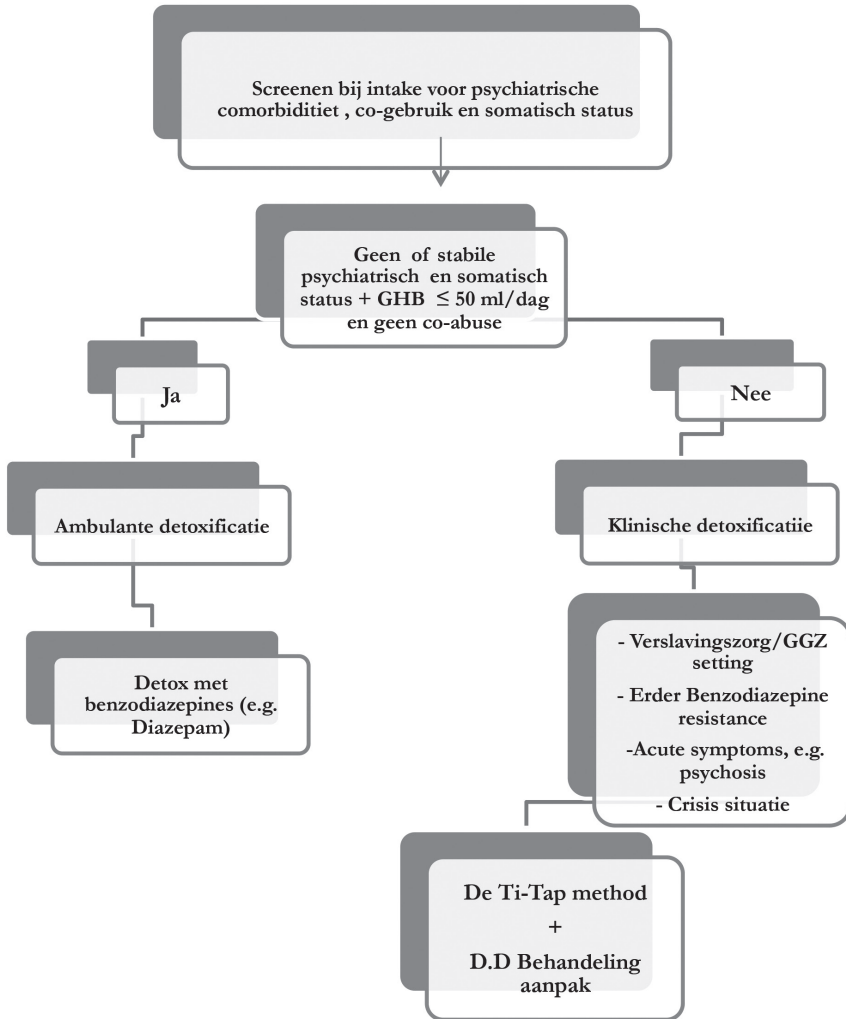 Screenen bij intake voor psychiatrische
comorbiditiet , co-gebruik en somatisch status
Geen of stabile
psychiatrisch en somatisch
status + GHB ≤ 50 ml/dag
en geen co-abuse
Ja
Nee
Ambulante detoxificatie
Klinische detoxificatiie
Detox met
benzodiazepines (e.g.
Diazepam)
- Verslavingszorg/GGZ
setting
- Erder Benzodiazepine
resistance
-Acute symptoms, e.g.
psychosis
- Crisis situatie
De Ti-Tap method
+
D.D Behandeling
aanpak